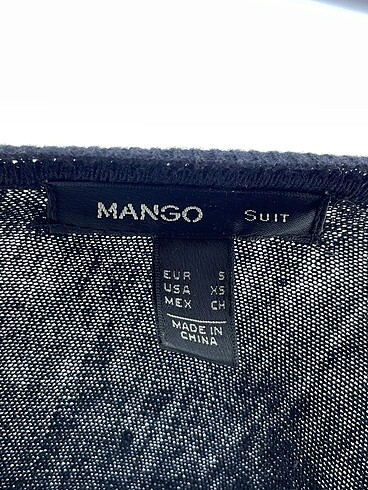 MANGO SUIT
EUR S
USA XS
MEX CH
MADE IN
CHINA